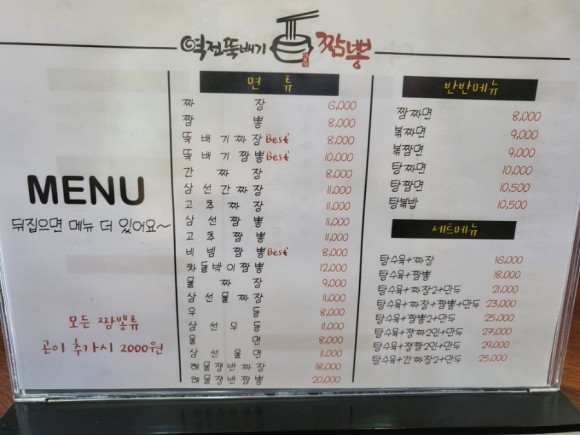 역전뚝배기 짬뽕
MENU
뒤집으면 메뉴 더 있어요~
모든 짬뽕류
곤이 추가시 2000원
면류
짜장 6,000
짬뽕 8,000
뚝배기짜장 Best 8,000
뚝배기짬뽕 Best 10,000
간짜장 8,000
삼선간짜장 11,000
고추짜장 11,000
삼선짬뽕 11,000
고추짬뽕 11,000
비빔짬뽕 Best 8,000
차돌박이짬뽕 12,000
물짜장 9,000
삼선물짜장 11,000
우동 8,000
삼선우동 11,000
울면 8,000
삼선울면 11,000
해물쟁반짜장 18,000
해물쟁반짬뽕 20,000
반반메뉴
짬짜면 8,000
볶짜면 9,000
볶짬면 9,000
탕짜면 10,000
탕짬면 10,500
탕볶밥 10,500
세트메뉴
탕수육+짜장 16,000
탕수육+짬뽕 18,000
탕수육+짜장2+만두 21,000
탕수육+짜장+짬뽕+만두 23,000
탕수육+짬뽕2+만두 25,000
탕수육+쟁짜2인+만두 27,000
탕수육+쟁짬2인+만두 29,000
탕수육+간짜장2+만두 25,000